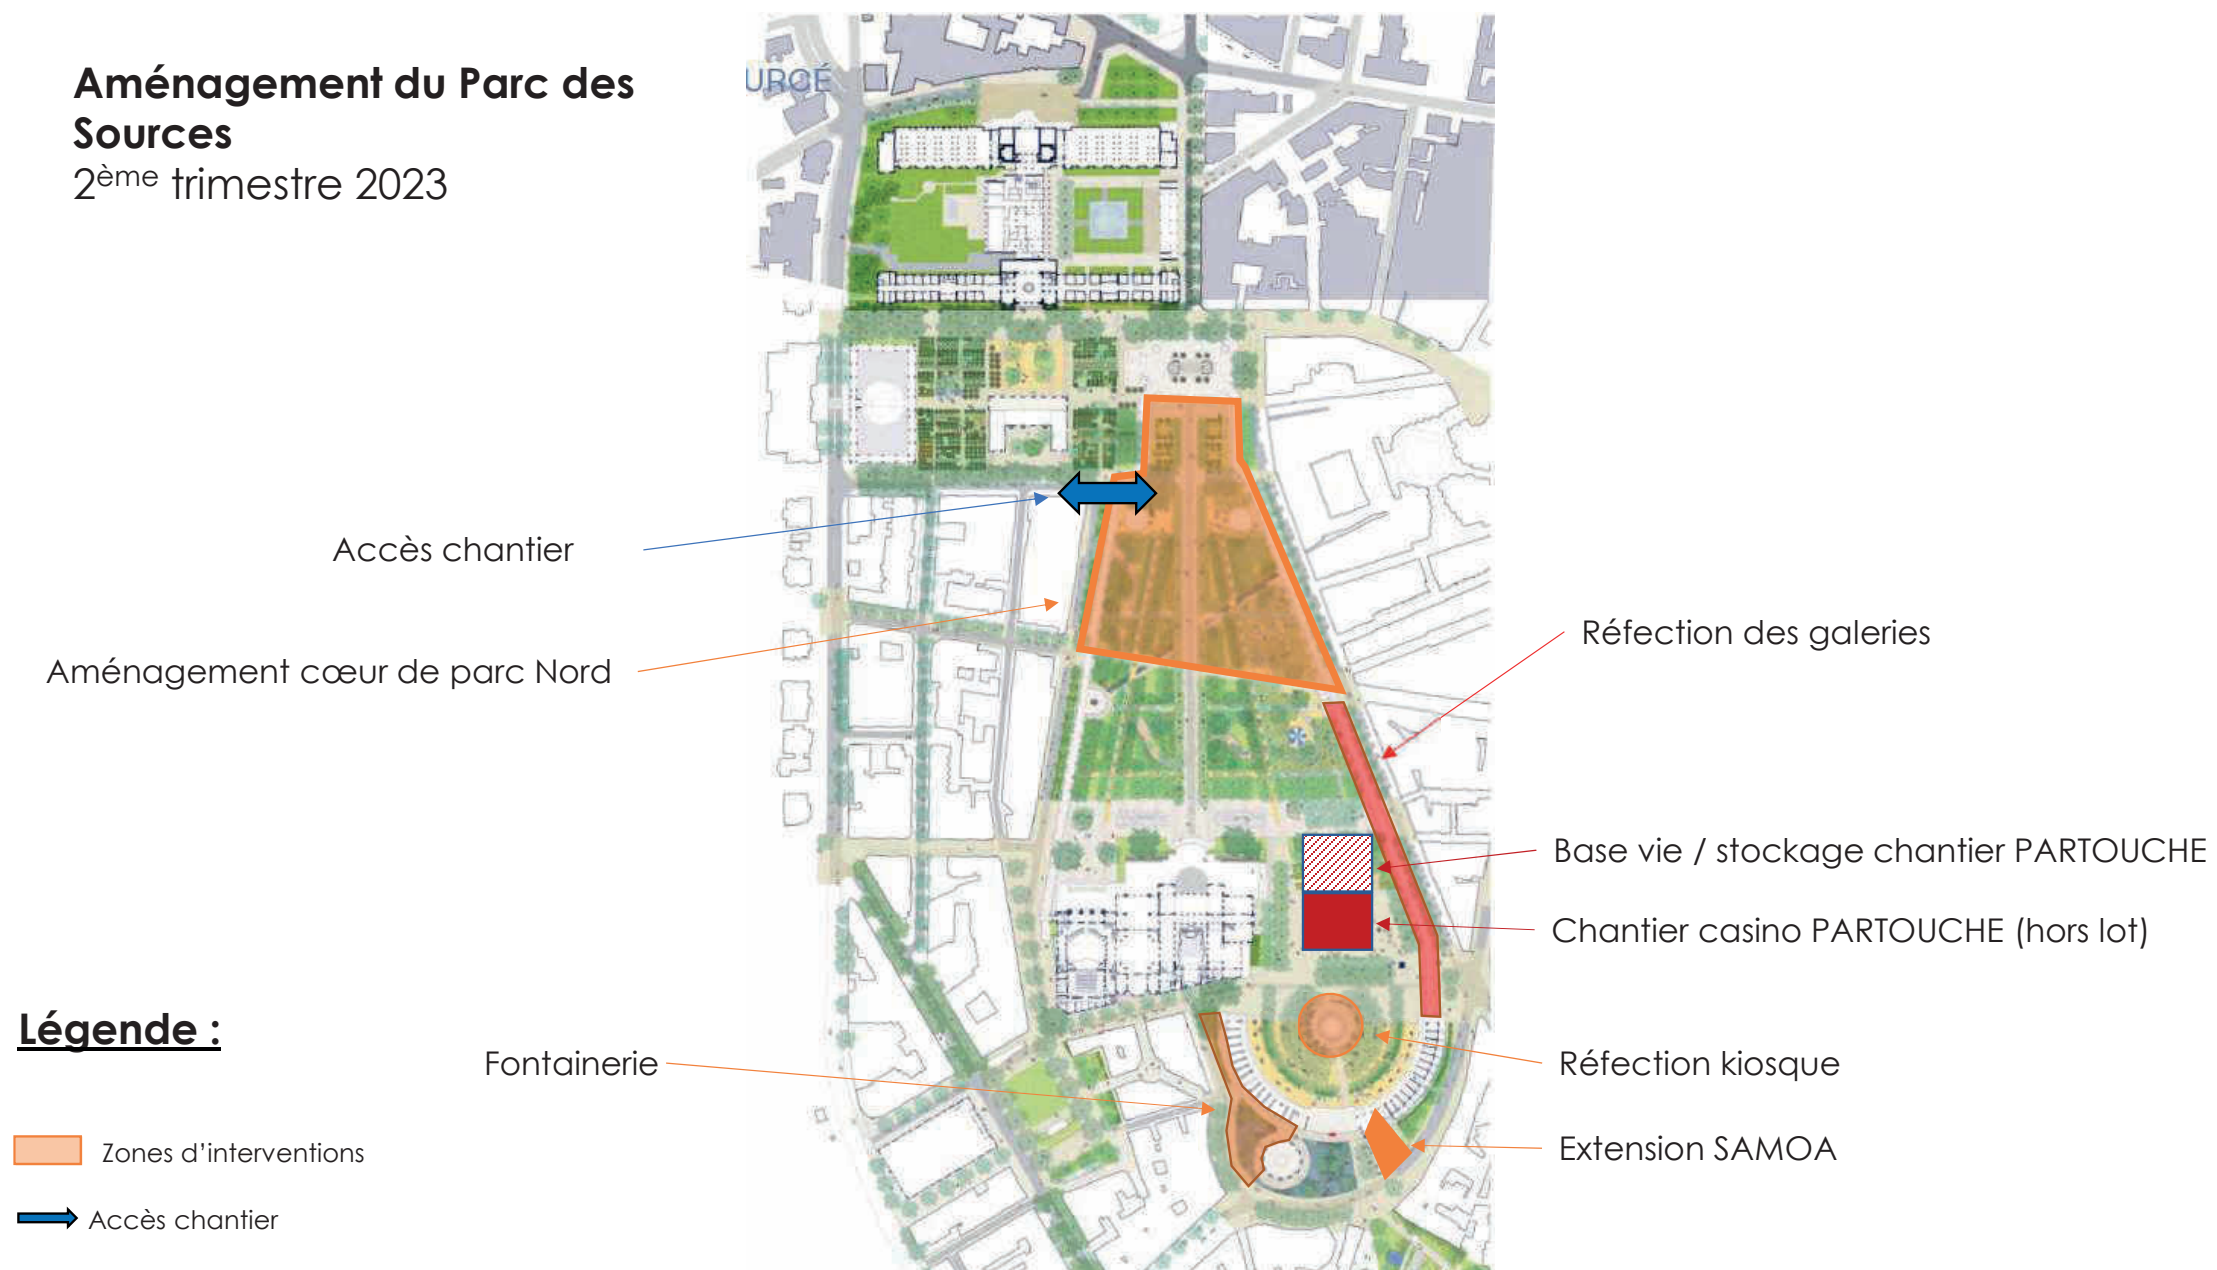 Aménagement du Parc des
Sources
2ème trimestre 2023
URCÉ
Accès chantier
Aménagement cœur de parc Nord
Réfection des galeries
Base vie / stockage chantier PARTOUCHE
Chantier casino PARTOUCHE (hors lot)
Légende :
Fontainerie
Réfection kiosque
Extension SAMOA
Zones d'interventions
Accès chantier